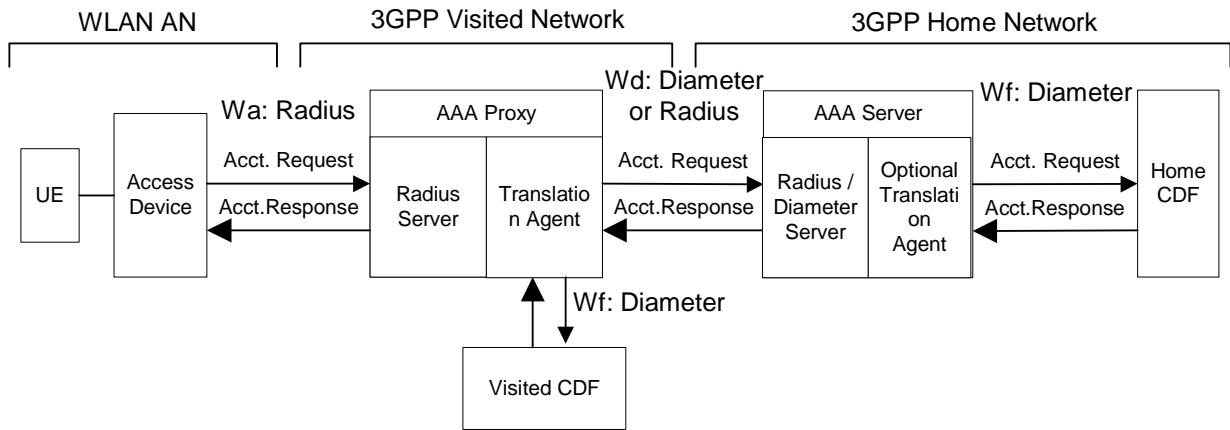 WLAN AN
3GPP Visited Network
3GPP Home Network
Wa: Radius
AAA Proxy
Wd: Diameter
or Radius
AAA Server
Wf: Diameter
UE
Access
Device
Acct. Request
Acct.Response
Radius
Server
Translatio
n Agent
Acct. Request
Acct.Response
Radius /
Diameter
Server
Optional
Translati
on
Agent
Acct. Request
Acct.Response
Home
CDF
Wf: Diameter
Visited CDF